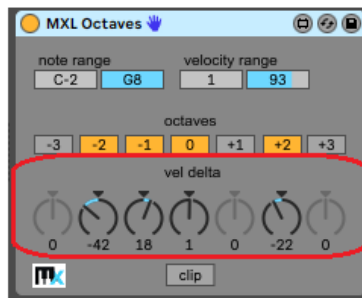 MXL Octaves
note range velocity range
C-2 G8 1 93
octaves
-3 -2 -1 0 +1 +2 +3
vel delta
0 -42 18 1 0 -22 0
mx clip